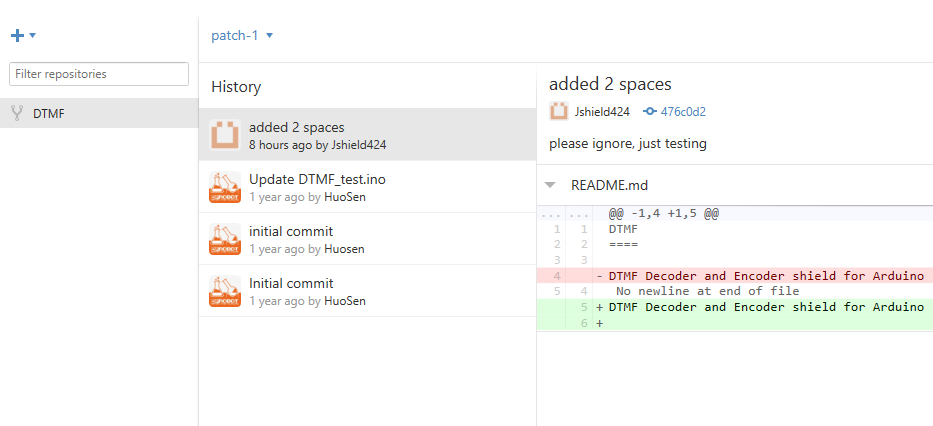 patch-1
Filter repositories
DTMF
History
added 2 spaces
8 hours ago by Jshield424
Update DTMF_test.ino
1 year ago by HuoSen
initial commit
1 year ago by Huosen
Initial commit
1 year ago by HuoSen
added 2 spaces
Jshield424 476c0d2
please ignore, just testing
README.md
... ... @@ -1,4 +1,5 @@
1 1 DTMF
2 2 ====
3 3
4 - DTMF Decoder and Encoder shield for Arduino
5 4 No newline at end of file
5 + DTMF Decoder and Encoder shield for Arduino
6 +